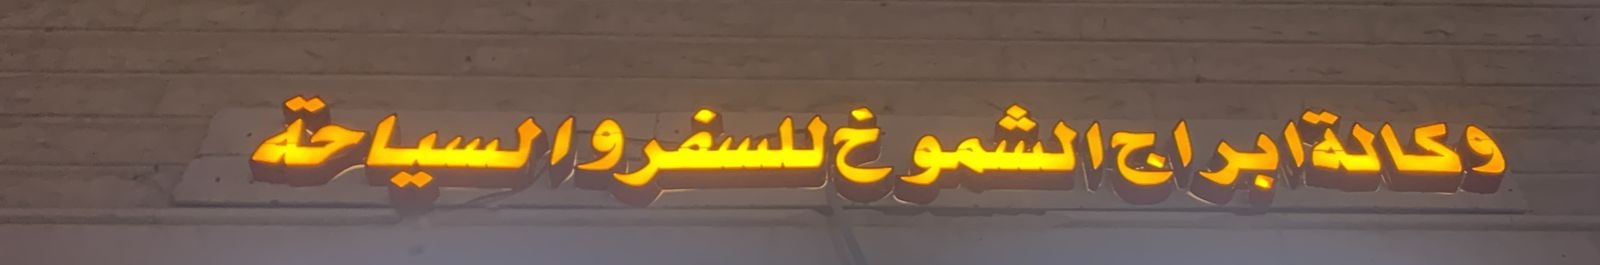 وكالة ابراج الشموخ للسفر والسياحة